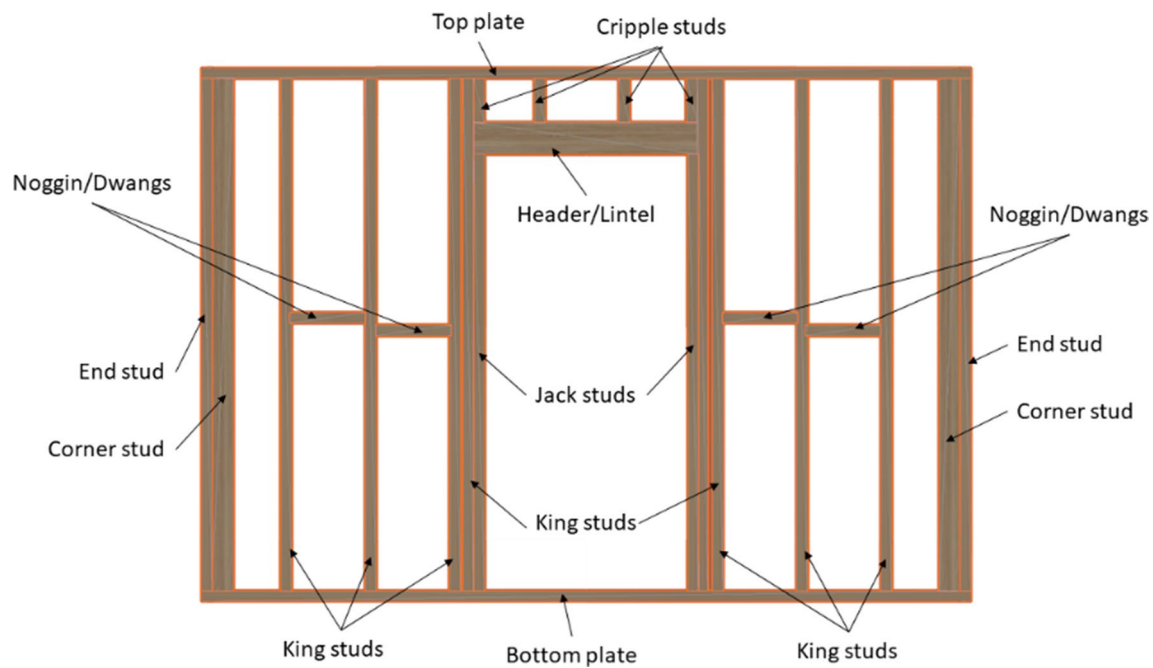 Top plate
Cripple studs
Noggin/Dwangs
Header/Lintel
Noggin/Dwangs
End stud
Jack studs
End stud
Corner stud
Corner stud
King studs
King studs
Bottom plate
King studs